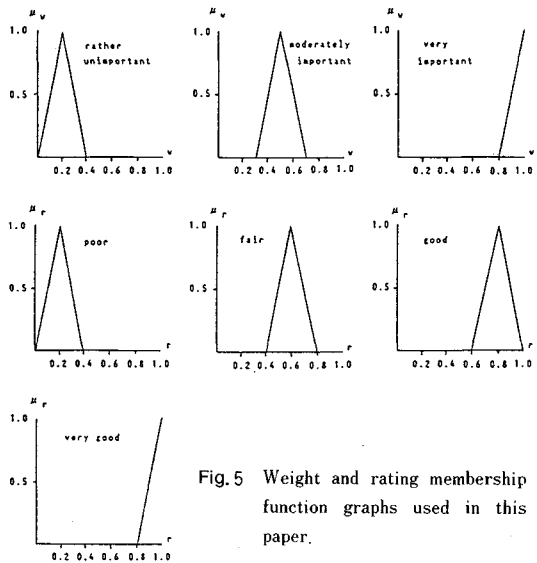 μw
μw
μw
1.0
1.0
1.0
rather
unimportant
moderately
important
very
important
0.5
0.5
0.5
0.2 0.4 0.6 0.8 1.0 w
0.2 0.4 0.6 0.8 1.0 w
0.2 0.4 0.6 0.8 1.0 w
μr
μr
μr
1.0
1.0
1.0
poor
fair
good
0.5
0.5
0.5
0.2 0.4 0.6 0.8 1.0 r
0.2 0.4 0.6 0.8 1.0 r
0.2 0.4 0.6 0.8 1.0 r
μr
1.0
very good
0.5
0.2 0.4 0.6 0.8 1.0 r
Fig. 5 Weight and rating membership
function graphs used in this
paper.